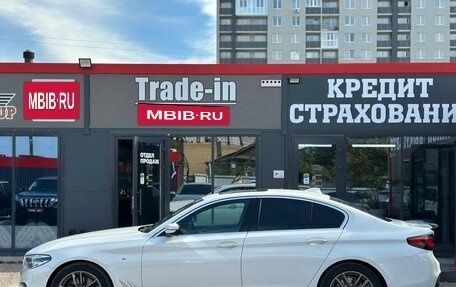 Trade-in
MBIB.RU
MBIB.RU
КРЕДИТ
СТРАХОВАНИ
ОТДЕЛ
ПРОДАЖ